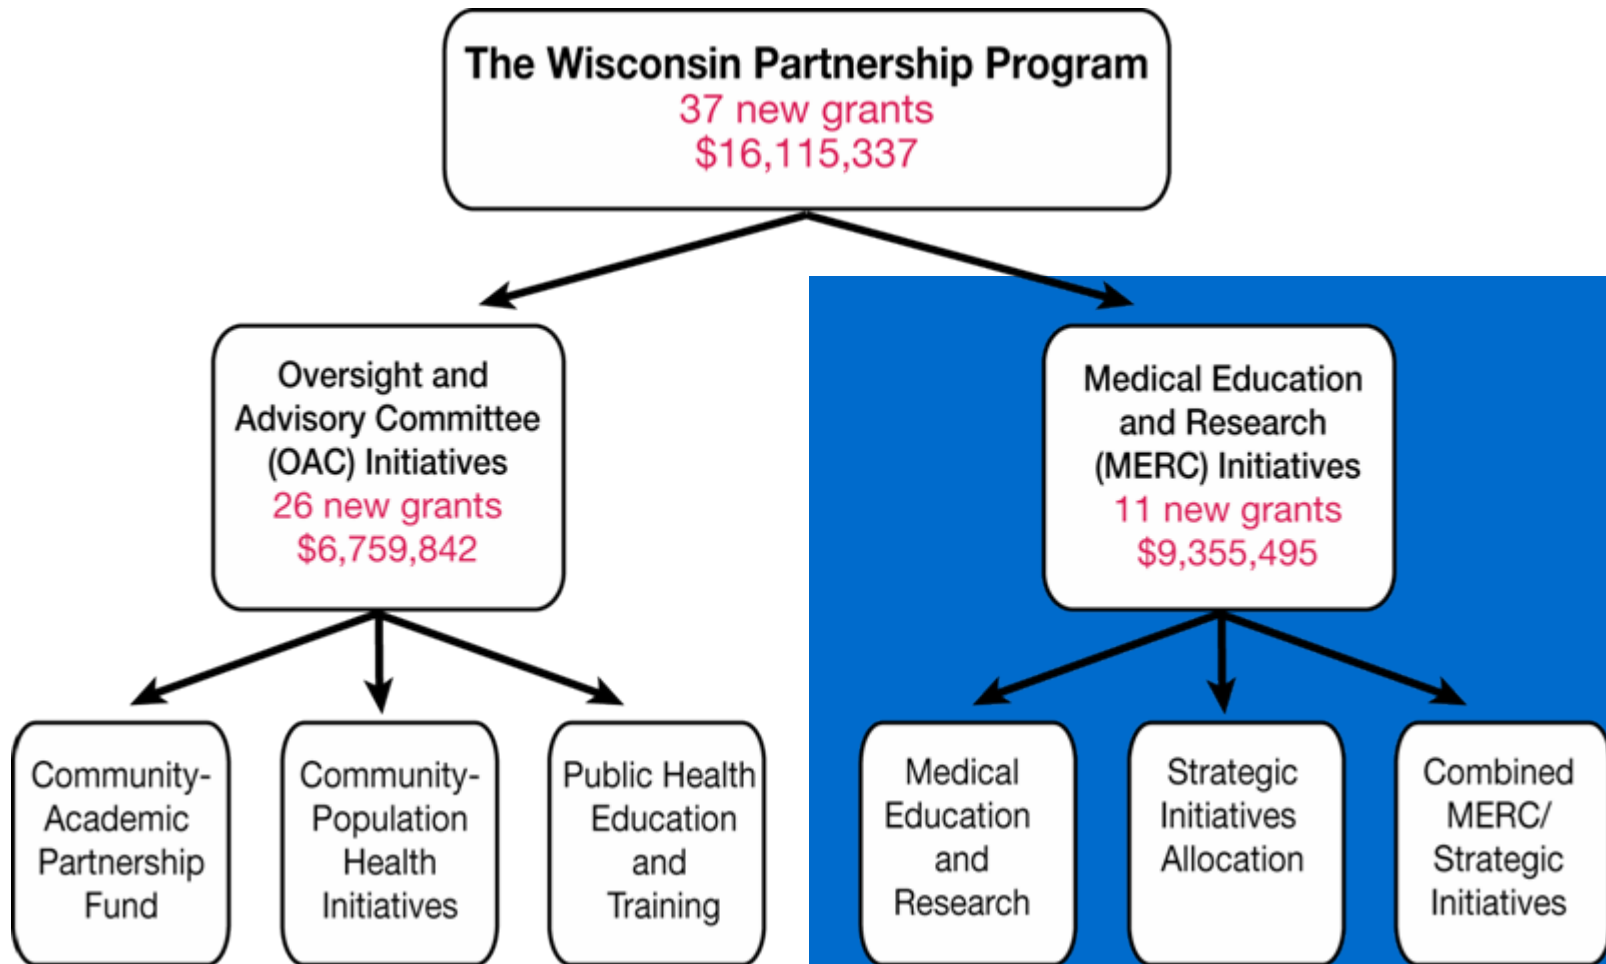 The Wisconsin Partnership Program
37 new grants
$16,115,337
Oversight and
Advisory Committee
(OAC) Initiatives
26 new grants
$6,759,842
Medical Education
and Research
(MERC) Initiatives
11 new grants
$9,355,495
Community-
Academic
Partnership
Fund
Community-
Population
Health
Initiatives
Public Health
Education
and
Training
Medical
Education
and
Research
Strategic
Initiatives
Allocation
Combined
MERC/
Strategic
Initiatives